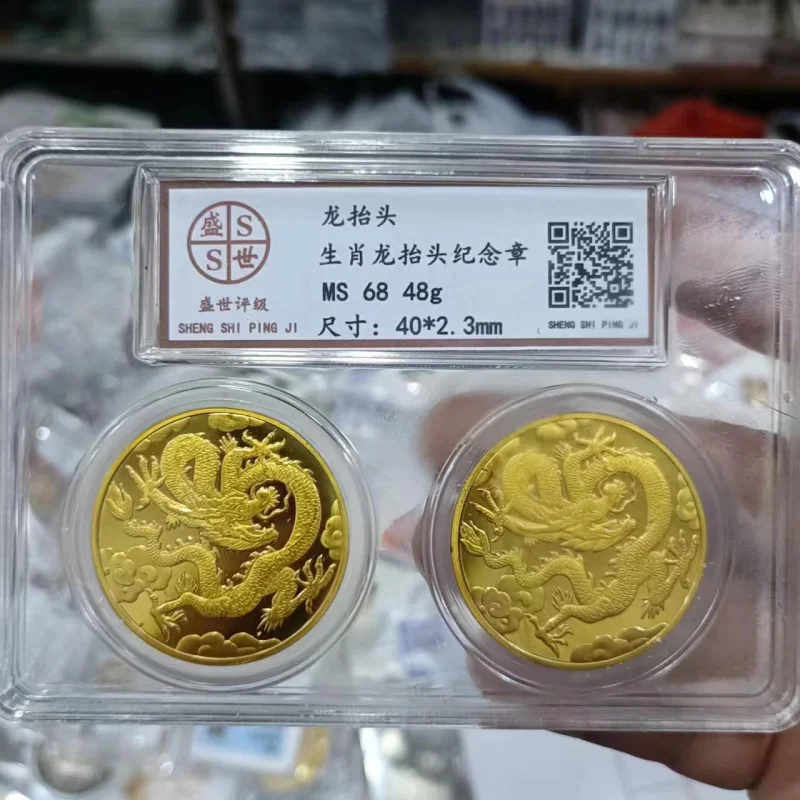 盛 S
S 世
盛世评级
SHENG SHI PING JI
龙抬头
生肖龙抬头纪念章
MS 68 48g
尺寸: 40*2.3mm
SHENG SHI PING JI